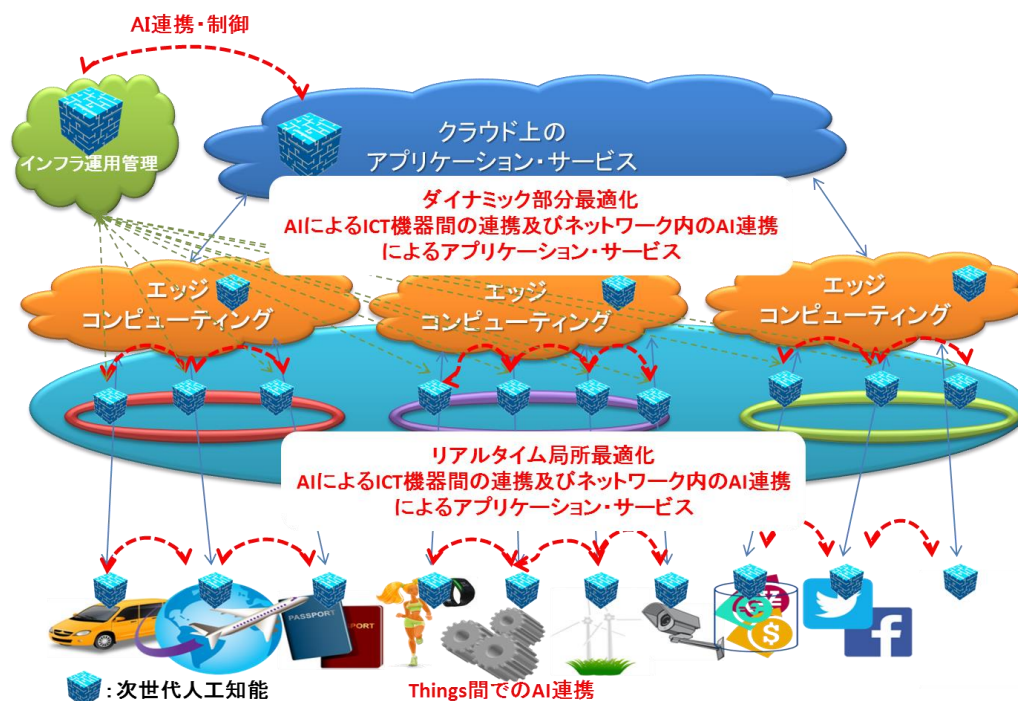 AI連携・制御
インフラ運用管理
クラウド上の
アプリケーション・サービス
ダイナミック部分最適化
AIによるICT機器間の連携及びネットワーク内のAI連携
によるアプリケーション・サービス
エッジ
コンピューティング
エッジ
コンピューティング
エッジ
コンピューティング
リアルタイム局所最適化
AIによるICT機器間の連携及びネットワーク内のAI連携
によるアプリケーション・サービス
PASSPORT
PORT
:次世代人工知能
Things間でのAI連携